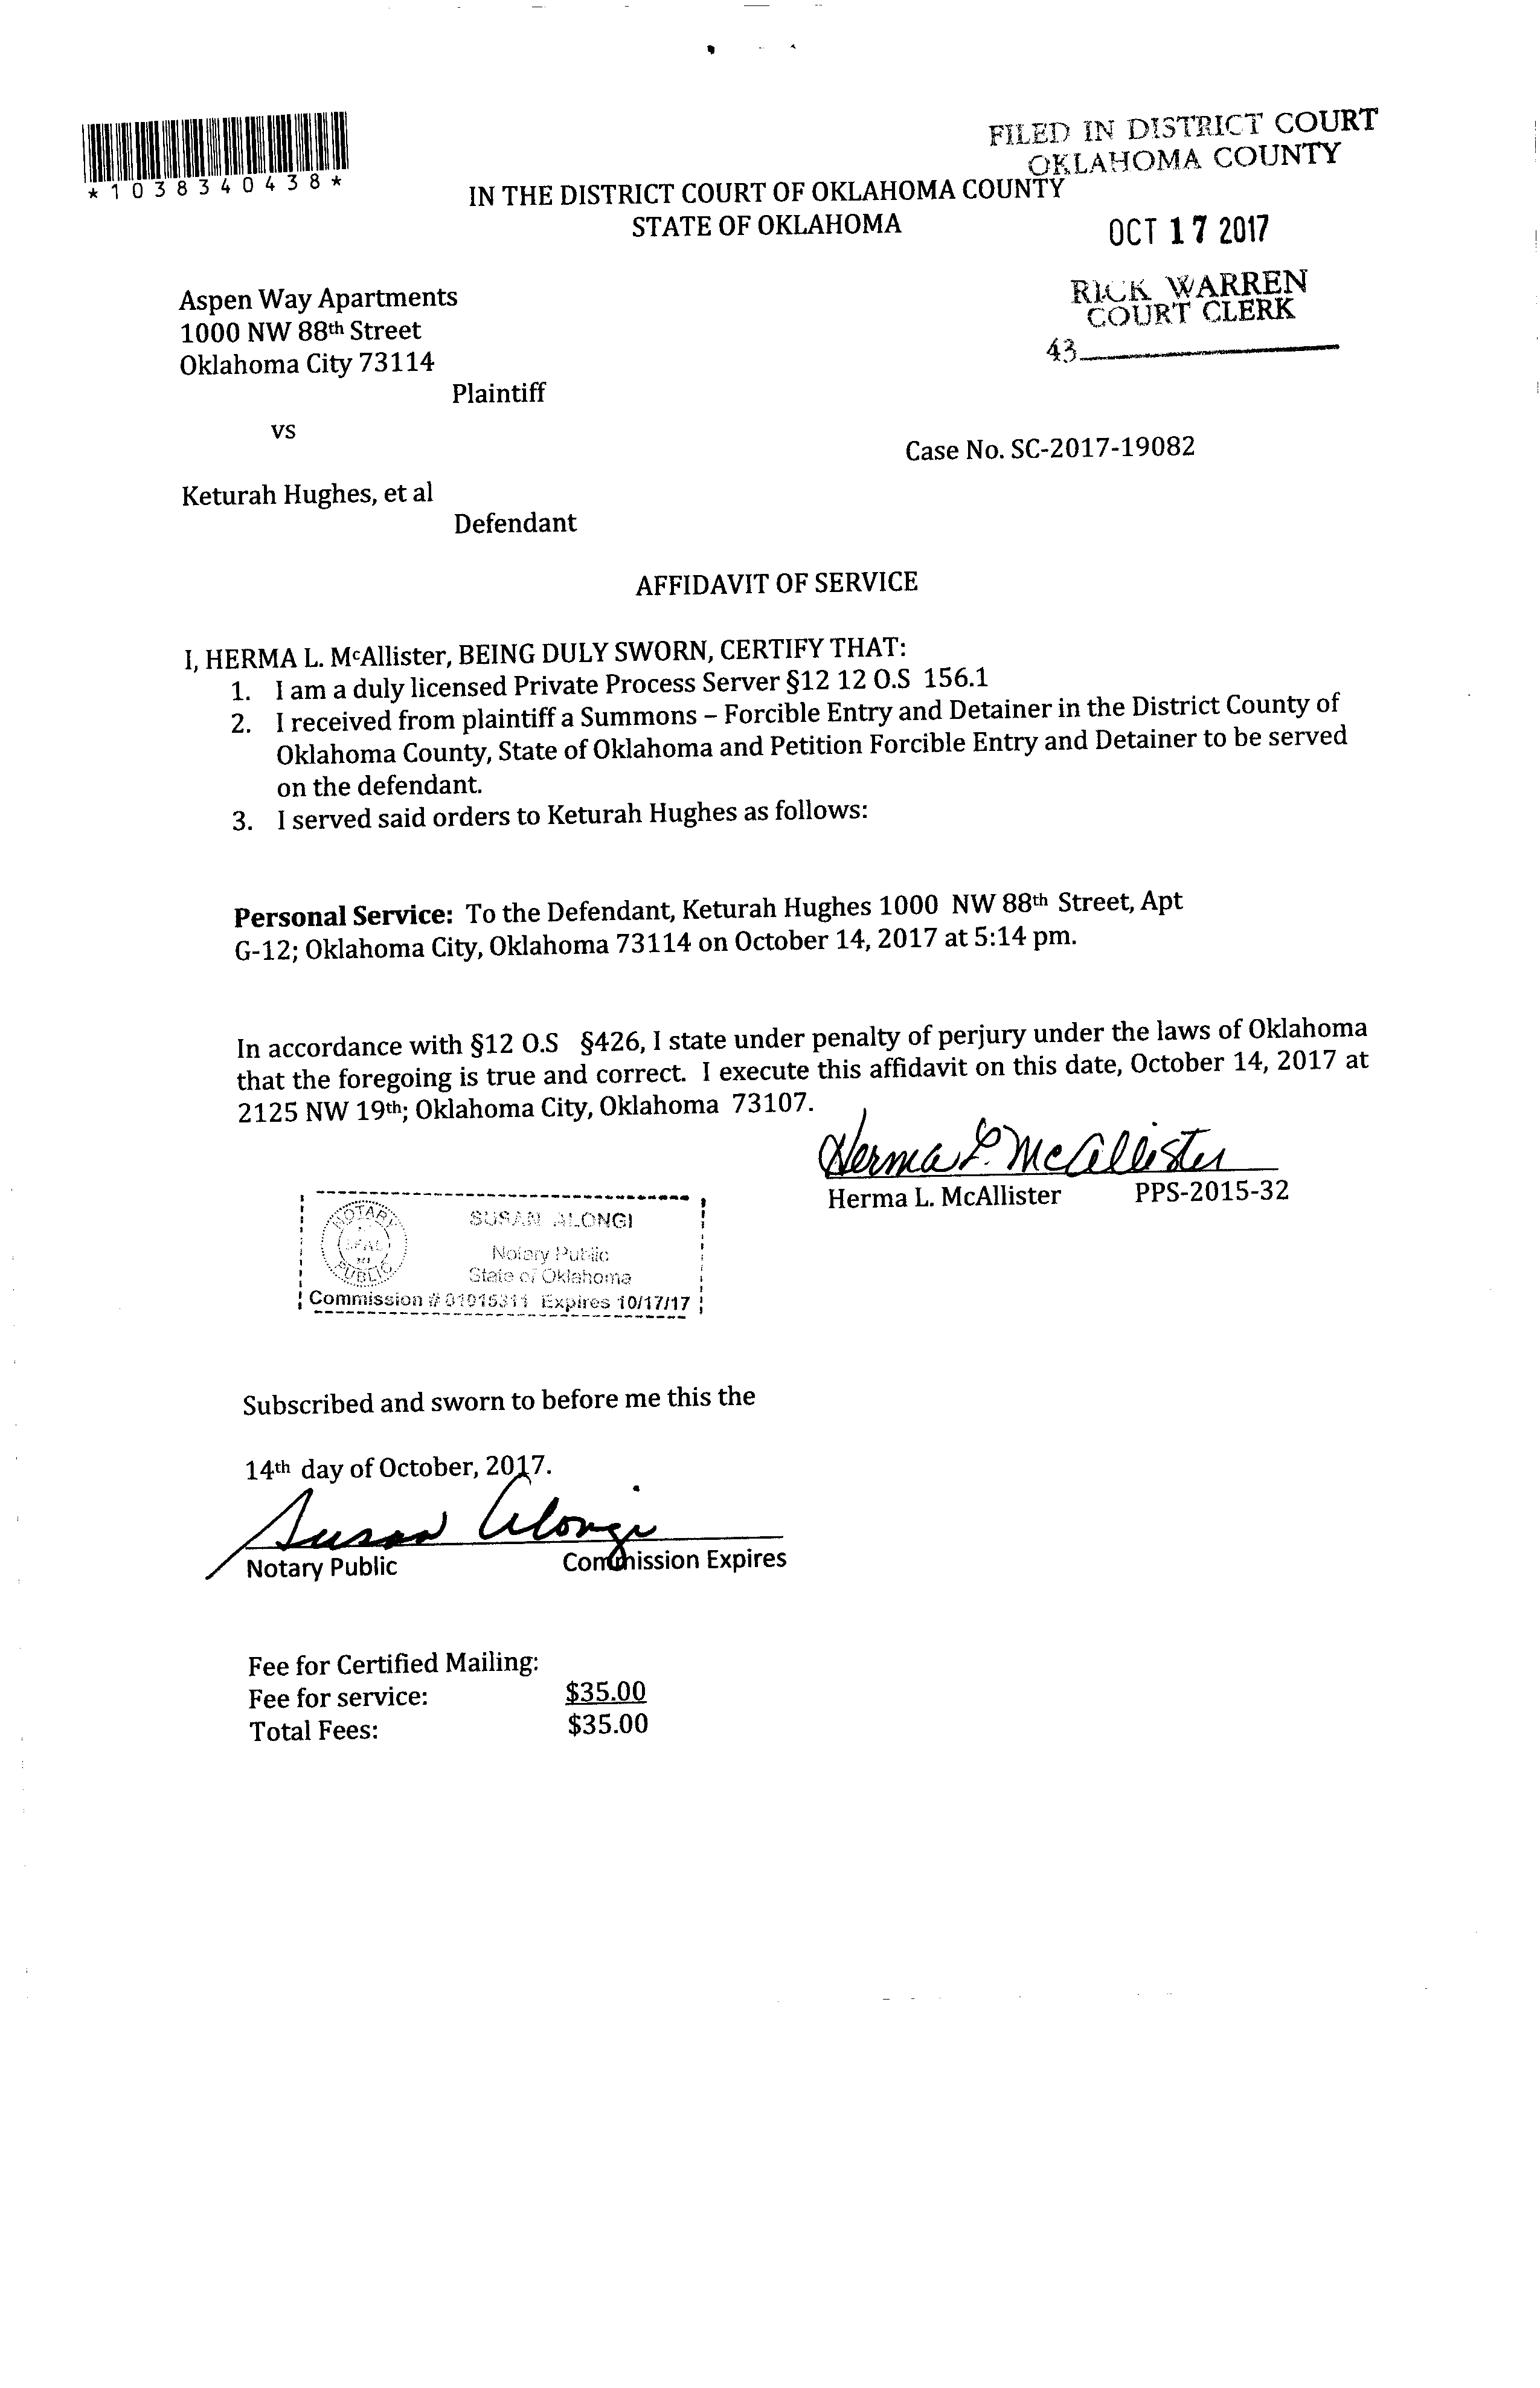 *1038340438*
FILED IN DISTRICT COURT
OKLAHOMA COUNTY
IN THE DISTRICT COURT OF OKLAHOMA COUNTY
STATE OF OKLAHOMA
OCT 17 2017
RICK WARREN
COURT CLERK
43
Aspen Way Apartments
1000 NW 88th Street
Oklahoma City 73114
Plaintiff
vs
Case No. SC-2017-19082
Keturah Hughes, et al
Defendant
AFFIDAVIT OF SERVICE
I, HERMA L. McAllister, BEING DULY SWORN, CERTIFY THAT:
1. I am a duly licensed Private Process Server §12 12 O.S 156.1
2. I received from plaintiff a Summons – Forcible Entry and Detainer in the District County of
Oklahoma County, State of Oklahoma and Petition Forcible Entry and Detainer to be served
on the defendant.
3. I served said orders to Keturah Hughes as follows:
Personal Service: To the Defendant, Keturah Hughes 1000 NW 88th Street, Apt
G-12; Oklahoma City, Oklahoma 73114 on October 14, 2017 at 5:14 pm.
In accordance with §12 O.S §426, I state under penalty of perjury under the laws of Oklahoma
that the foregoing is true and correct. I execute this affidavit on this date, October 14, 2017 at
2125 NW 19th; Oklahoma City, Oklahoma 73107.
Herma L. McAllister
Herma L. McAllister PPS-2015-32
NOTARY
SEAL
PUBLIC
SUSAN ALONGI
Notary Public
State of Oklahoma
Commission # 01015311 Expires 10/17/17
Subscribed and sworn to before me this the
14th day of October, 2017.
Susan Alongi
Notary Public Commission Expires
Fee for Certified Mailing:
Fee for service: $35.00
Total Fees: $35.00